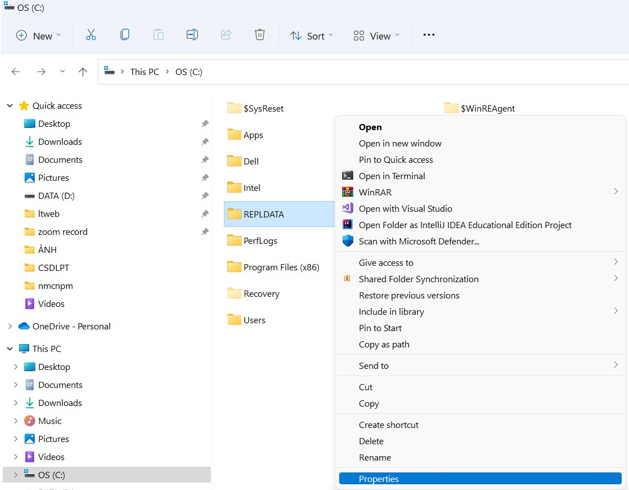 OS (C:)
New
Sort
View
This PC > OS (C:)
Quick access
Desktop
Downloads
Documents
Pictures
DATA (D:)
ltweb
zoom record
ẢNH
CSDLPT
nmcnpm
Videos
OneDrive - Personal
This PC
Desktop
Documents
Downloads
Music
Pictures
Videos
OS (C:)
$SysReset
Apps
Dell
Intel
REPLDATA
PerfLogs
Program Files (x86)
Recovery
Users
$WinREAgent
Open
Open in new window
Pin to Quick access
Open in Terminal
WinRAR
Open with Visual Studio
Open Folder as IntelliJ IDEA Educational Edition Project
Scan with Microsoft Defender...
Give access to
Shared Folder Synchronization
Restore previous versions
Include in library
Pin to Start
Copy as path
Send to
Cut
Copy
Create shortcut
Delete
Rename
Properties